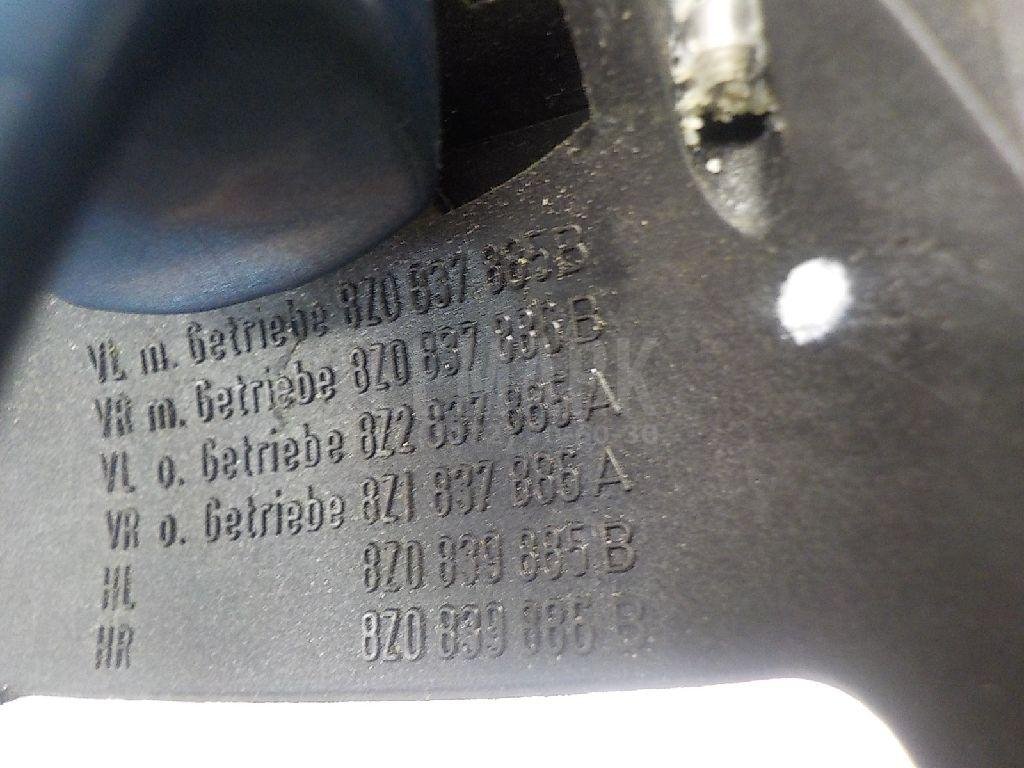 VL m. Getriebe 8Z0 837 885 B
VR m. Getriebe 8Z0 837 886 B
VL o. Getriebe 8Z2 837 885 A
VR o. Getriebe 8Z1 837 886 A
HL 8Z0 839 885 B
HR 8Z0 839 886 B